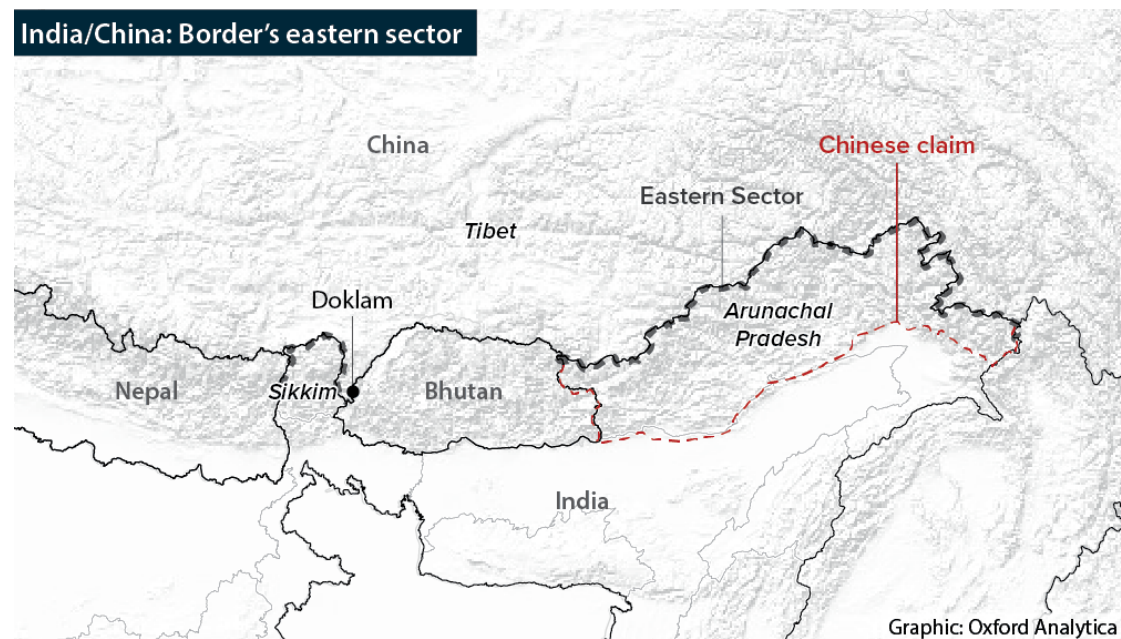 India/China: Border's eastern sector
China
Chinese claim
Eastern Sector
Tibet
Doklam
Arunachal
Pradesh
Nepal
Sikkim
Bhutan
India
Graphic: Oxford Analytica